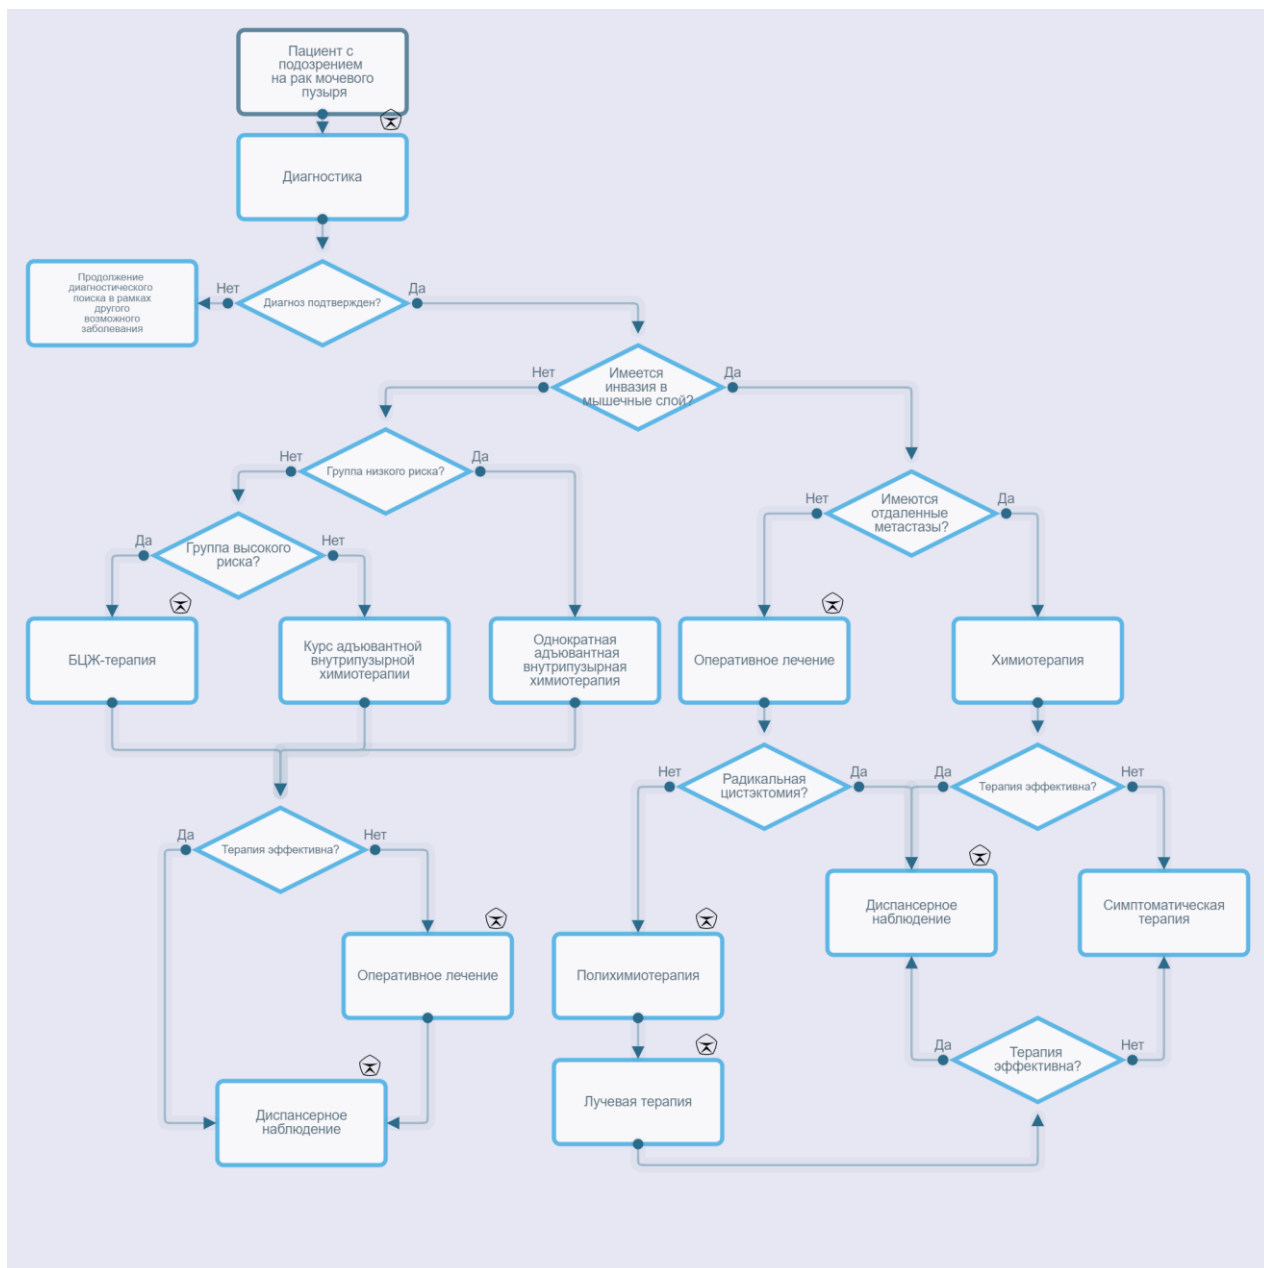 Пациент с
подозрением
на рак мочевого
пузыря
Диагностика
Продолжение
диагностического
поиска в рамках
другого
возможного
заболевания
Нет
Диагноз подтвержден?
Да
Нет
Имеется
инвазия в
мышечные слой?
Да
Нет
Группа низкого риска?
Да
Нет
Имеются
отдаленные
метастазы?
Да
Да
Группа высокого
риска?
Нет
БЦЖ-терапия
Курс адъювантной
внутрипузырной
химиотерапии
Однократная
адъювантная
внутрипузырная
химиотерапия
Оперативное лечение
Химиотерапия
Нет
Радикальная
цистэктомия?
Да
Да
Терапия эффективна?
Нет
Да
Терапия эффективна?
Нет
Диспансерное
наблюдение
Симптоматическая
терапия
Оперативное лечение
Полихимиотерапия
Да
Терапия
эффективна?
Нет
Лучевая терапия
Диспансерное
наблюдение